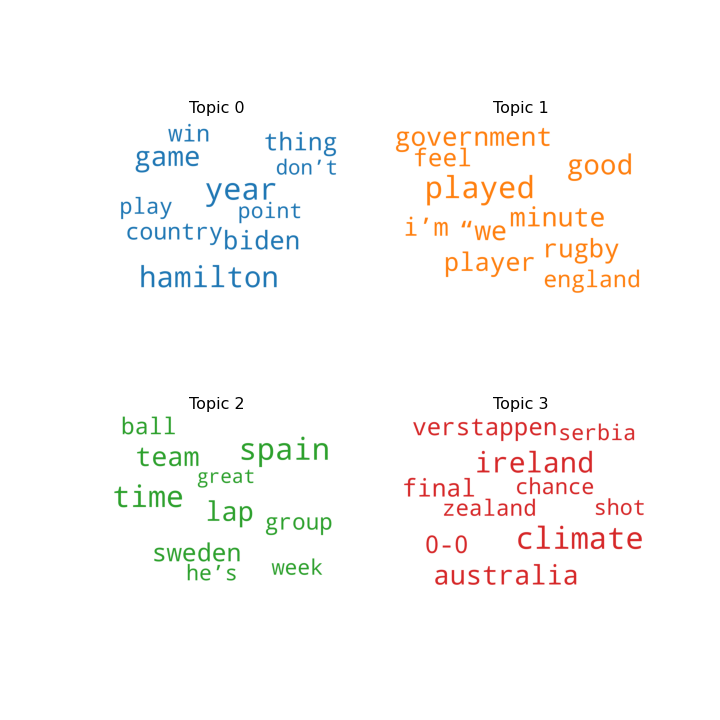 Topic 0
win
thing
game
don’t
year
play
point
country
biden
hamilton
Topic 1
government
feel
good
played
minute
i’m
“we
rugby
player
england
Topic 2
ball
spain
team
great
time
lap
group
sweden
he’s
week
Topic 3
verstappen
serbia
ireland
final
chance
zealand
shot
0-0
climate
australia